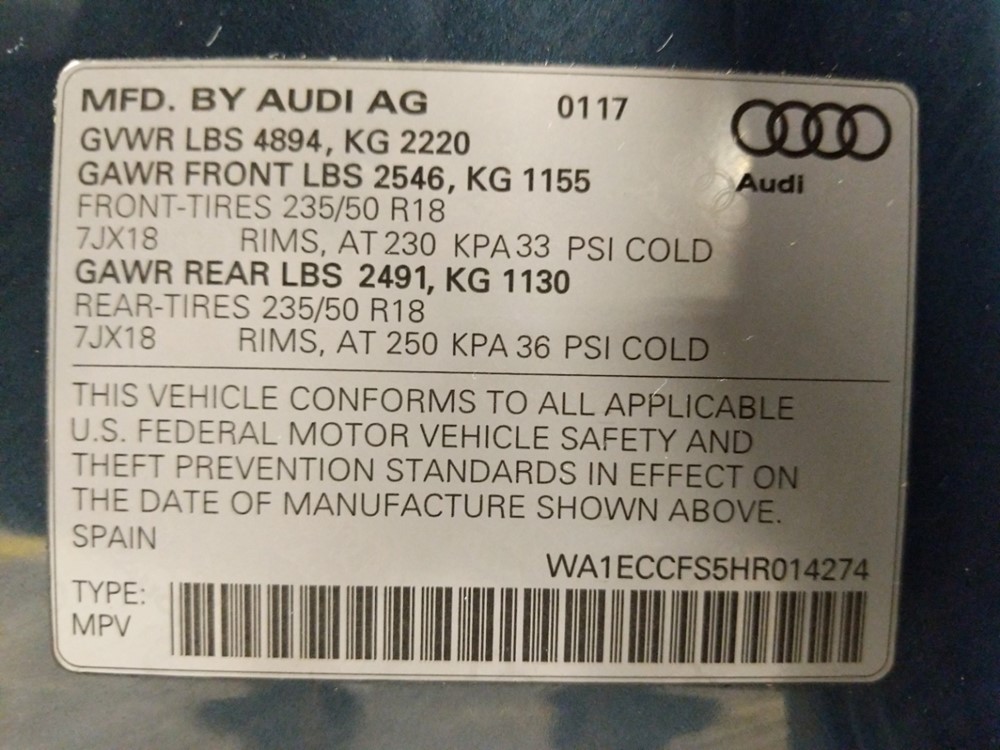 MFD. BY AUDI AG 0117
GVWR LBS 4894, KG 2220
GAWR FRONT LBS 2546, KG 1155
Audi
FRONT-TIRES 235/50 R18
7JX18 RIMS, AT 230 KPA 33 PSI COLD
GAWR REAR LBS 2491, KG 1130
REAR-TIRES 235/50 R18
7JX18 RIMS, AT 250 KPA 36 PSI COLD
THIS VEHICLE CONFORMS TO ALL APPLICABLE
U.S. FEDERAL MOTOR VEHICLE SAFETY AND
THEFT PREVENTION STANDARDS IN EFFECT ON
THE DATE OF MANUFACTURE SHOWN ABOVE.
SPAIN
WA1ECCFS5HR014274
TYPE:
MPV